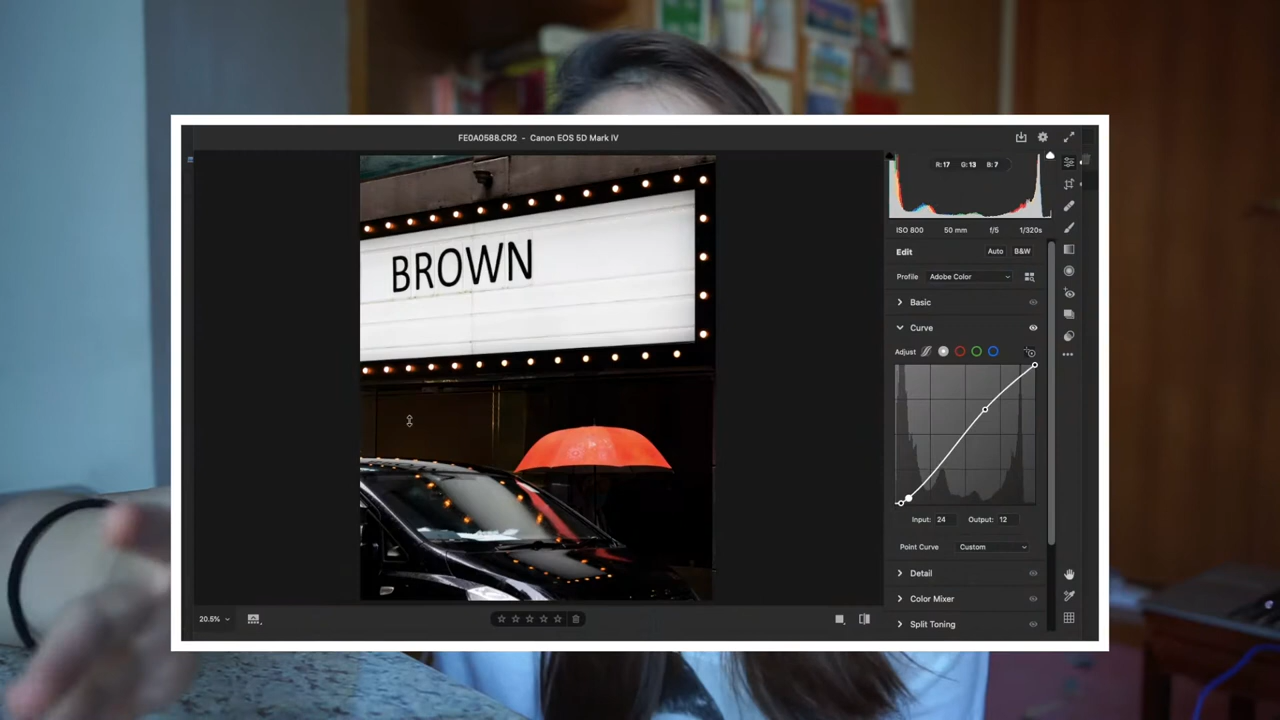 FE0A0588.CR2 - Canon EOS 5D Mark IV
R: 17 G: 13 B: 7
ISO 800 50 mm f/5 1/320s
Edit Auto B&W
Profile Adobe Color
Basic
Curve
Adjust
BROWN
Input: 24 Output: 12
Point Curve Custom
Detail
Color Mixer
Split Toning
20.5%